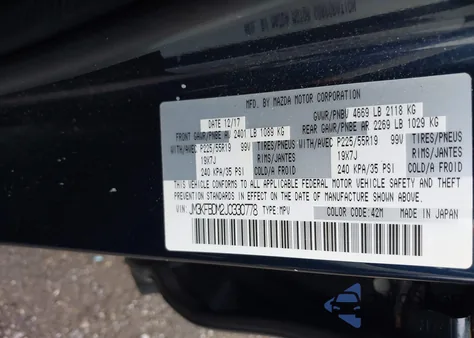 MFD. BY MAZDA MOTOR CORPORATION
DATE 12/17 GVWR/PNBV 4669 LB 2118 KG
FRONT GAWR/PNBE AV 2401 LB 1089 KG REAR GAWR/PNBE AR 2269 LB 1029 KG
WITH/AVEC P225/55R19 99V TIRES/PNEUS WITH/AVEC P225/55R19 99V TIRES/PNEUS
19X7J RIMS/JANTES 19X7J RIMS/JANTES
240 KPA/35 PSI COLD/A FROID 240 KPA/35 PSI COLD/A FROID
THIS VEHICLE CONFORMS TO ALL APPLICABLE FEDERAL MOTOR VEHICLE SAFETY AND THEFT
PREVENTION STANDARDS IN EFFECT ON THE DATE OF MANUFACTURE SHOWN ABOVE.
VIN: JM3KFBDM2J0330778 TYPE:MPV COLOR CODE:42M MADE IN JAPAN